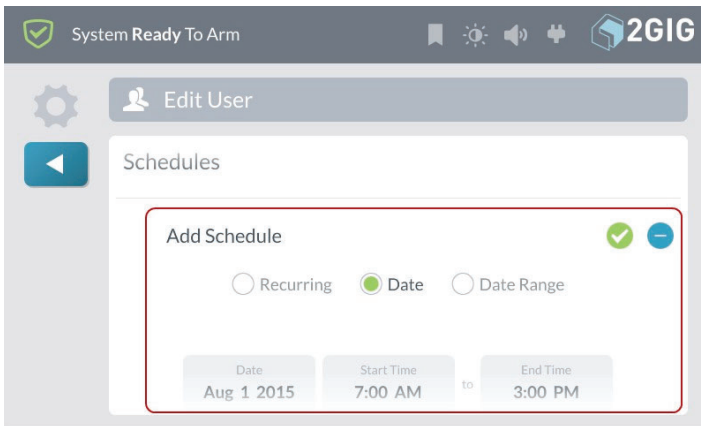 System Ready To Arm
2GIG
Edit User
Schedules
Add Schedule
Recurring Date Date Range
Date Start Time End Time
Aug 1 2015 7:00 AM to 3:00 PM